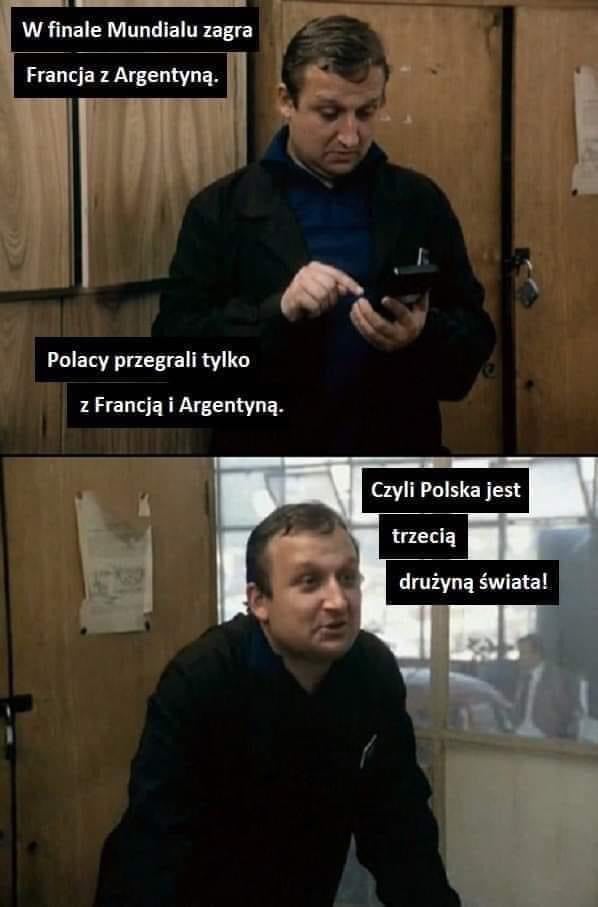 W finale Mundialu zagra
Francja z Argentyną.
Polacy przegrali tylko
z Francją i Argentyną.
Czyli Polska jest
trzecią
drużyną świata!